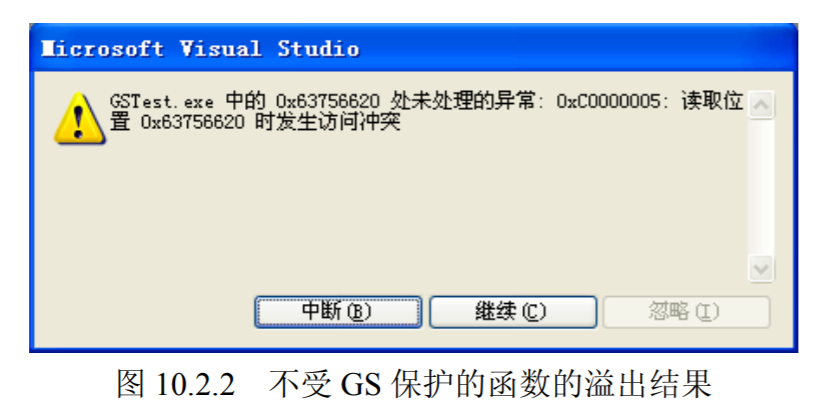 Microsoft Visual Studio
GSTest.exe 中的 0x63756620 处未处理的异常: 0xC0000005: 读取位
置 0x63756620 时发生访问冲突
中断(B) 继续(C) 忽略(I)
图 10.2.2 不受 GS 保护的函数的溢出结果